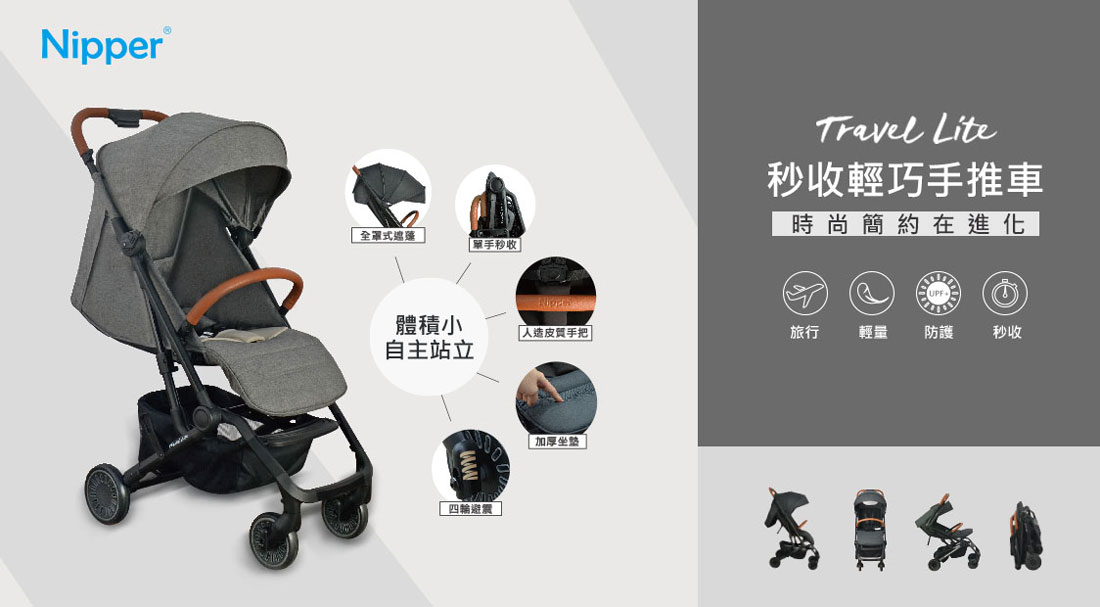 Nipper®
全罩式遮蓬
單手秒收
Nipper
人造皮質手把
體積小
自主站立
加厚坐墊
四輪避震
Travel Lite
秒收輕巧手推車
時尚簡約在進化
UPF+
旅行
輕量
防護
秒收